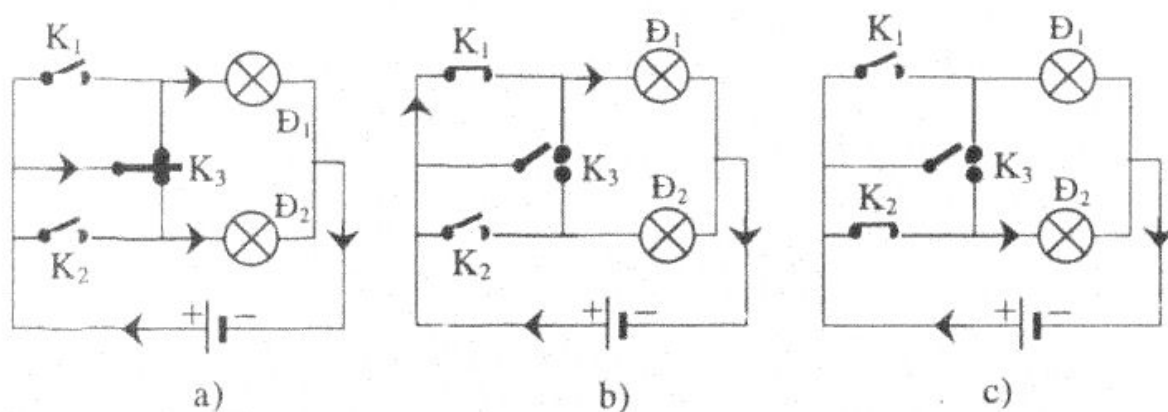 K₁ Đ₁ K₃ K₂ Đ₂ + −
a)
K₁ Đ₁ K₃ K₂ Đ₂ + −
b)
K₁ Đ₁ K₃ K₂ Đ₂ + −
c)